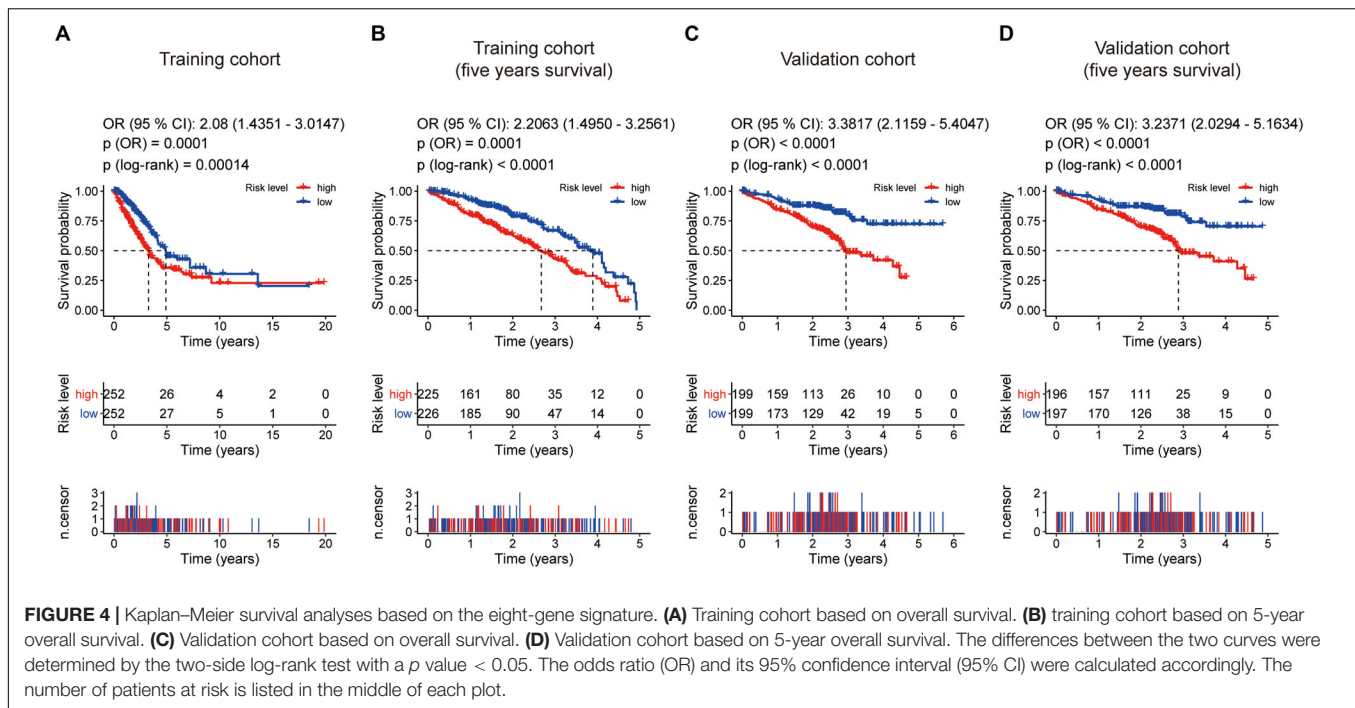 A
Training cohort
OR (95 % CI): 2.08 (1.4351 - 3.0147)
p (OR) = 0.0001
p (log-rank) = 0.00014
Survival probability
1.00
0.75
0.50
0.25
0.00
Risk level
high
low
0 5 10 15 20
Time (years)
Risk level
high 252 26 4 2 0
low 252 27 5 1 0
0 5 10 15 20
Time (years)
n.censor
3
2
1
0
0 5 10 15 20
Time (years)
B
Training cohort
(five years survival)
OR (95 % CI): 2.2063 (1.4950 - 3.2561)
p (OR) = 0.0001
p (log-rank) < 0.0001
Survival probability
1.00
0.75
0.50
0.25
0.00
Risk level
high
low
0 1 2 3 4 5
Time (years)
Risk level
high 225 161 80 35 12 0
low 226 185 90 47 14 0
0 1 2 3 4 5
Time (years)
n.censor
3
2
1
0
0 1 2 3 4 5
Time (years)
C
Validation cohort
OR (95 % CI): 3.3817 (2.1159 - 5.4047)
p (OR) < 0.0001
p (log-rank) < 0.0001
Survival probability
1.00
0.75
0.50
0.25
0.00
Risk level
high
low
0 1 2 3 4 5 6
Time (years)
Risk level
high 199 159 113 26 10 0 0
low 199 173 129 42 19 5 0
0 1 2 3 4 5 6
Time (years)
n.censor
2
1
0
0 1 2 3 4 5 6
Time (years)
D
Validation cohort
(five years survival)
OR (95 % CI): 3.2371 (2.0294 - 5.1634)
p (OR) < 0.0001
p (log-rank) < 0.0001
Survival probability
1.00
0.75
0.50
0.25
0.00
Risk level
high
low
0 1 2 3 4 5
Time (years)
Risk level
high 196 157 111 25 9 0
low 197 170 126 38 15 0
0 1 2 3 4 5
Time (years)
n.censor
2
1
0
0 1 2 3 4 5
Time (years)
FIGURE 4 | Kaplan–Meier survival analyses based on the eight-gene signature. (A) Training cohort based on overall survival. (B) training cohort based on 5-year
overall survival. (C) Validation cohort based on overall survival. (D) Validation cohort based on 5-year overall survival. The differences between the two curves were
determined by the two-side log-rank test with a p value < 0.05. The odds ratio (OR) and its 95% confidence interval (95% CI) were calculated accordingly. The
number of patients at risk is listed in the middle of each plot.